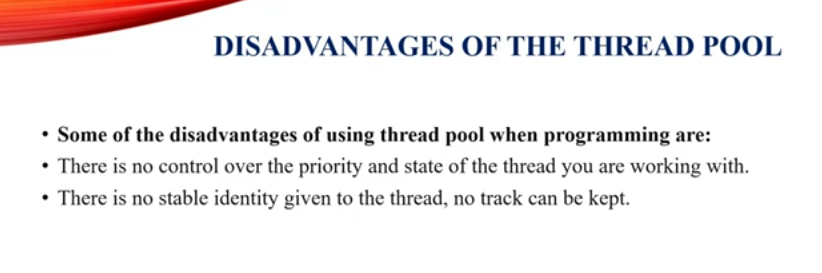 DISADVANTAGES OF THE THREAD POOL
• Some of the disadvantages of using thread pool when programming are:
• There is no control over the priority and state of the thread you are working with.
• There is no stable identity given to the thread, no track can be kept.